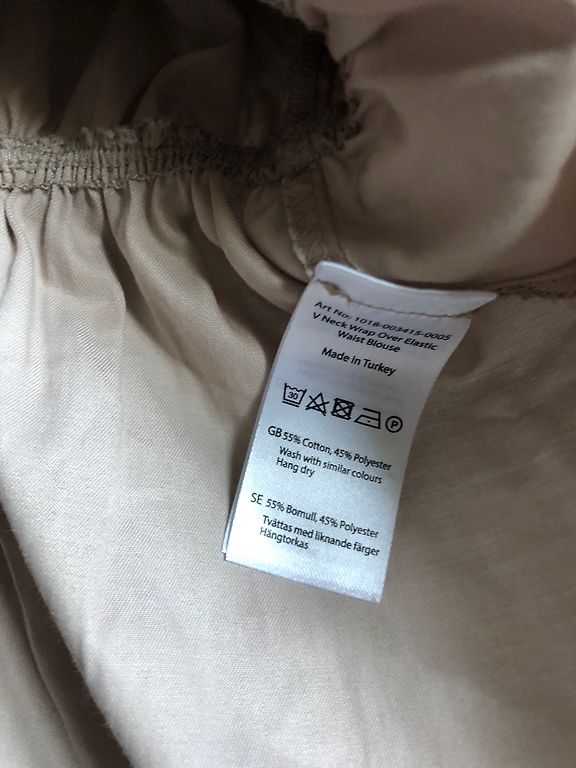 Art No: 1018-003415-0005
V Neck Wrap Over Elastic
Waist Blouse
Made in Turkey
30 P
GB 55% Cotton, 45% Polyester
Wash with similar colours
Hang dry
SE 55% Bomull, 45% Polyester
Tvättas med liknande färger
Hängtorkas